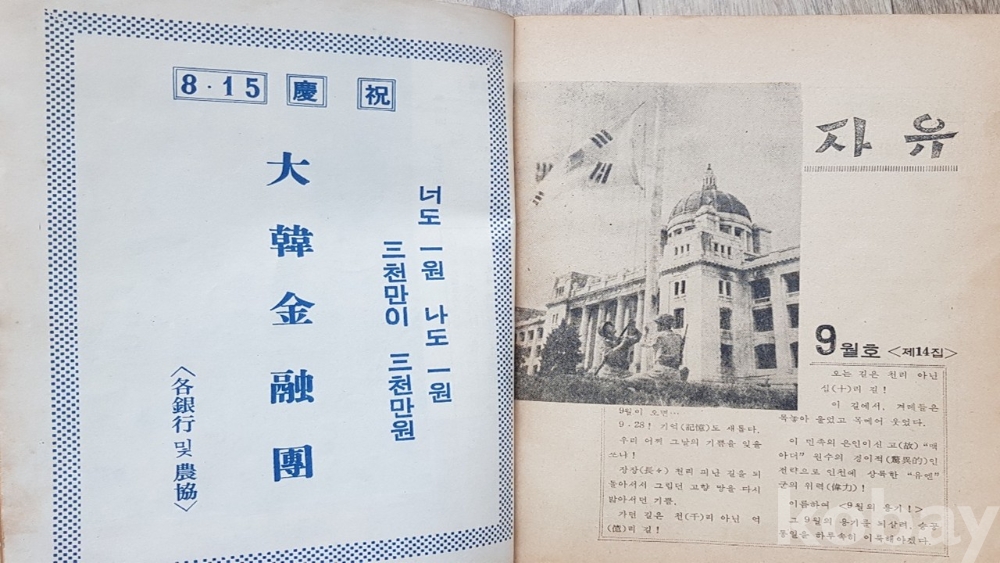 8·15 慶 祝
너도 一원 나도 一원
三천만이 三천만원
大韓金融團
〈各銀行 및 農協〉
자유
9월호 <제14집>
9월이 오면…
9·28! 기억(記憶)도 새롭다.
우리 어찌 그날의 기쁨을 잊을
쏘냐!
장장(長々) 천리 피난 길을 되
돌아서서 그립던 고향 땅을 다시
밟아서던 기쁨.
가던 길은 천(千)리 아닌 억
(億)리 길!
오는 길은 천리 아닌
십(十)리 길!
이 길에서, 겨레들은
목놓아 울었고 목메어 웃었다.
이 민족의 은인이신 고(故) "맥
아더" 원수의 경이적(驚異的)인
전략으로 인천에 상륙한 "유엔"
군의 위력(偉力)!
이름하여 <9월의 용기!>
그 9월의 용기를 되살려, 승공
통일을 하루속히 이룩해야겠다.
kobay